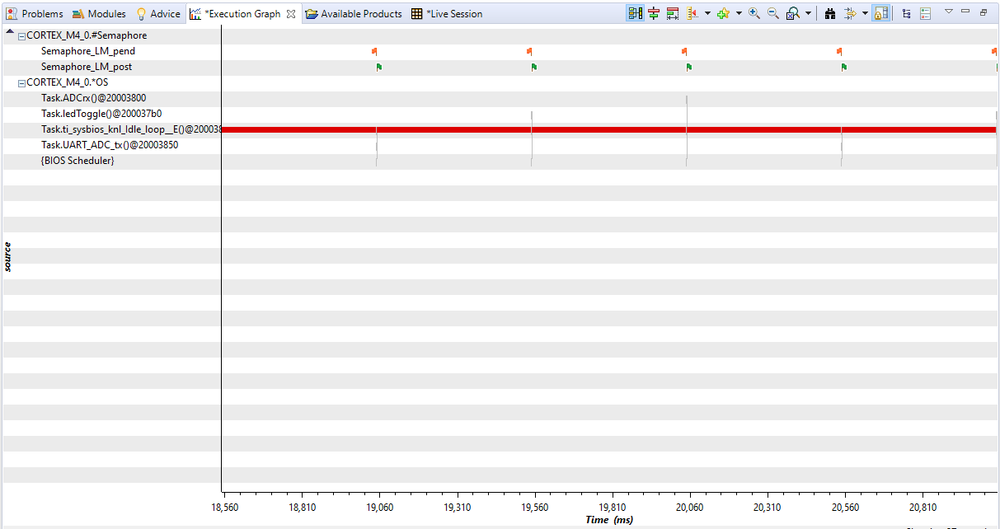 Problems Modules Advice *Execution Graph Available Products *Live Session
CORTEX_M4_0.#Semaphore
Semaphore_LM_pend
Semaphore_LM_post
CORTEX_M4_0.*OS
Task.ADCrx()@20003800
Task.ledToggle()@200037b0
Task.ti_sysbios_knl_Idle_loop__E()@200038
Task.UART_ADC_tx()@20003850
{BIOS Scheduler}
source
18,560 18,810 19,060 19,310 19,560 19,810 20,060 20,310 20,560 20,810
Time (ms)